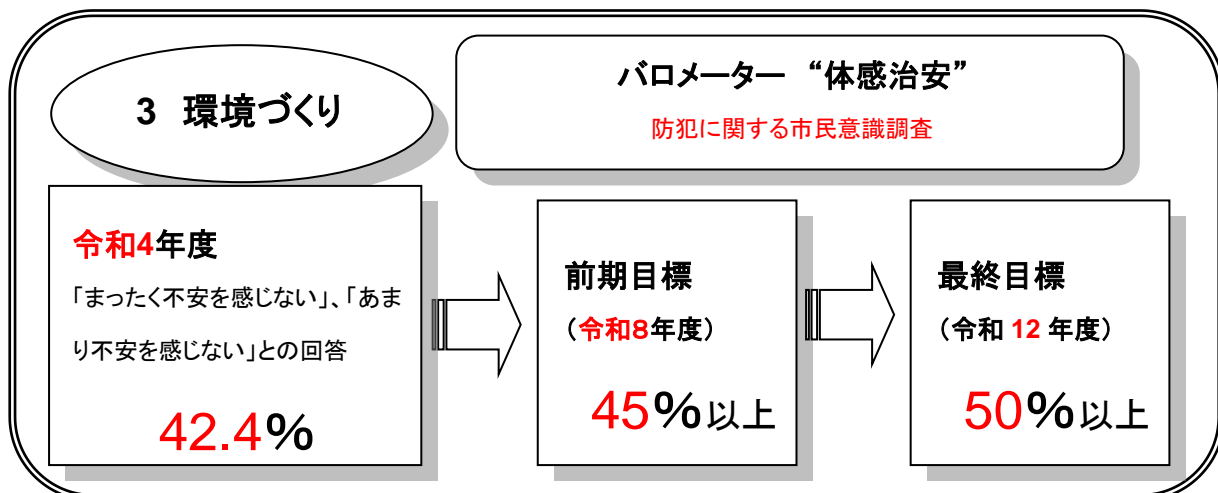 3 環境づくり
バロメーター “体感治安”
防犯に関する市民意識調査
令和4年度
「まったく不安を感じない」、「あま
り不安を感じない」との回答
42.4%
前期目標
（令和8年度）
45%以上
最終目標
（令和 12 年度）
50%以上